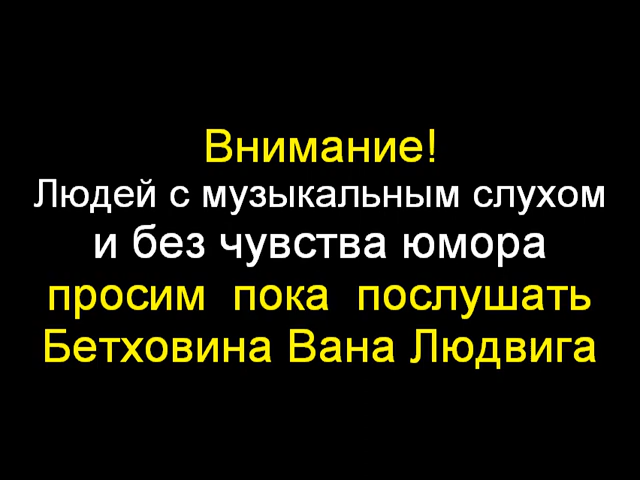 Внимание!
Людей с музыкальным слухом
и без чувства юмора
просим пока послушать
Бетховина Вана Людвига